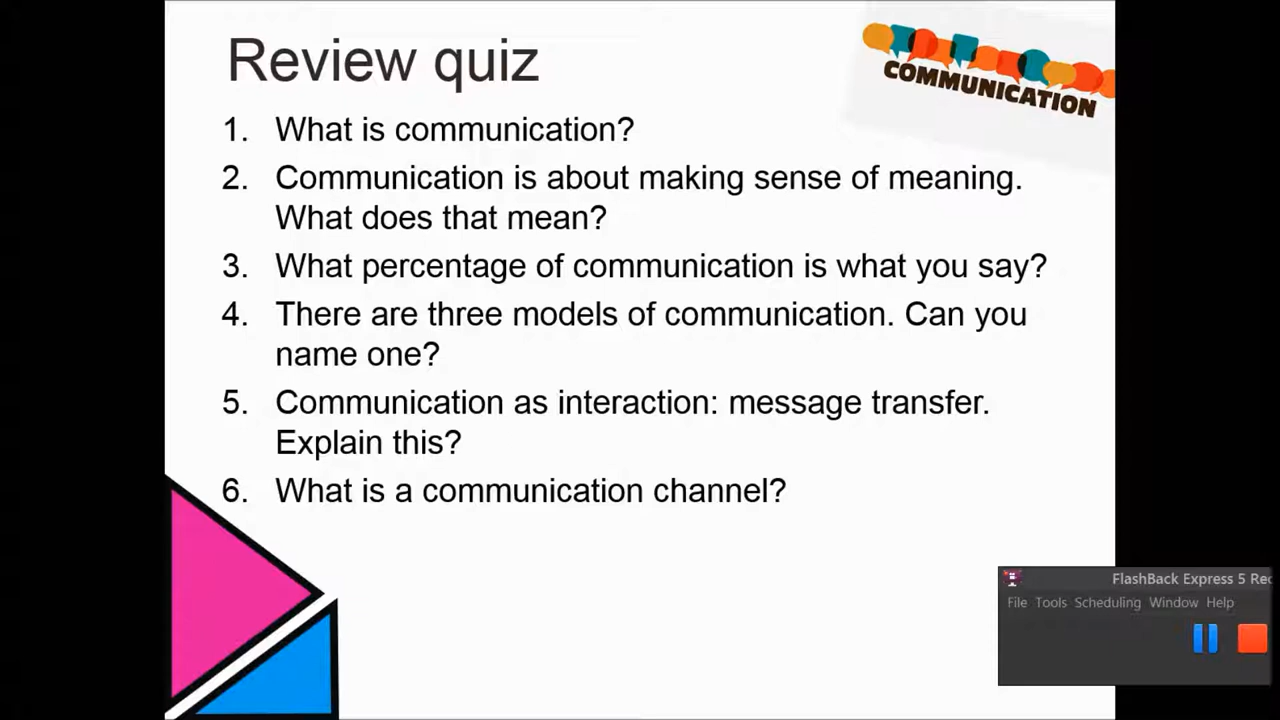 Review quiz
COMMUNICATION
1. What is communication?
2. Communication is about making sense of meaning.
What does that mean?
3. What percentage of communication is what you say?
4. There are three models of communication. Can you
name one?
5. Communication as interaction: message transfer.
Explain this?
6. What is a communication channel?
FlashBack Express 5 Rec
File Tools Scheduling Window Help